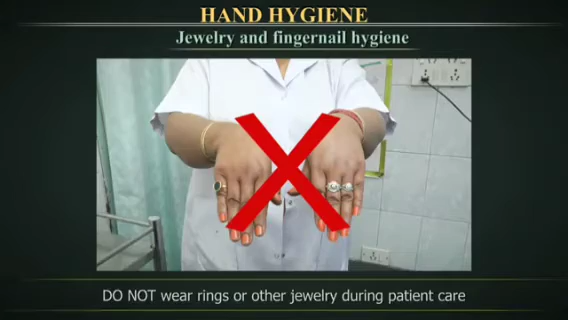 HAND HYGIENE
Jewelry and fingernail hygiene
DO NOT wear rings or other jewelry during patient care